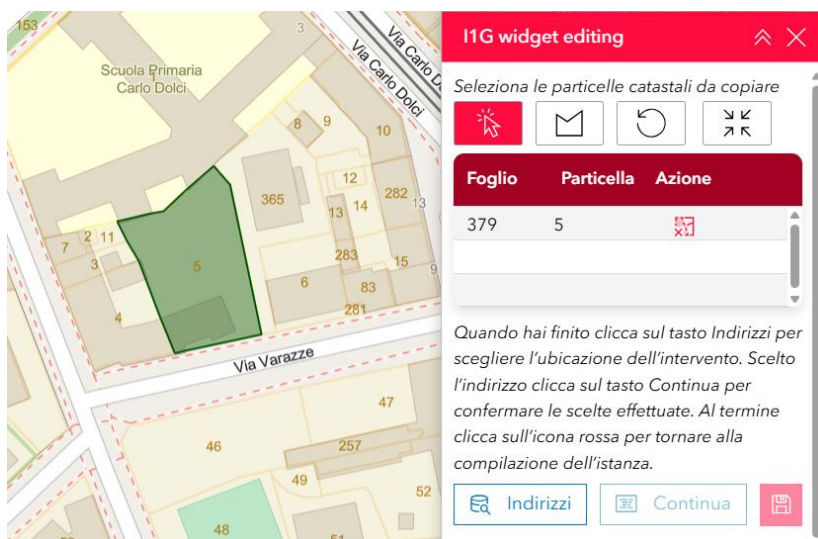 153
3
Scuola Primaria
Carlo Dolci
Via Carlo Dolci
Via Carlo Dolci
8
9
10
12
365
282
13
14
13
7
2
11
3
5
283
15
9
6
83
4
281
Via Varazze
47
46
257
49
52
48
51
I1G widget editing
Seleziona le particelle catastali da copiare
Foglio Particella Azione
379 5
Quando hai finito clicca sul tasto Indirizzi per
scegliere l'ubicazione dell'intervento. Scelto
l'indirizzo clicca sul tasto Continua per
confermare le scelte effettuate. Al termine
clicca sull'icona rossa per tornare alla
compilazione dell'istanza.
Indirizzi
Continua